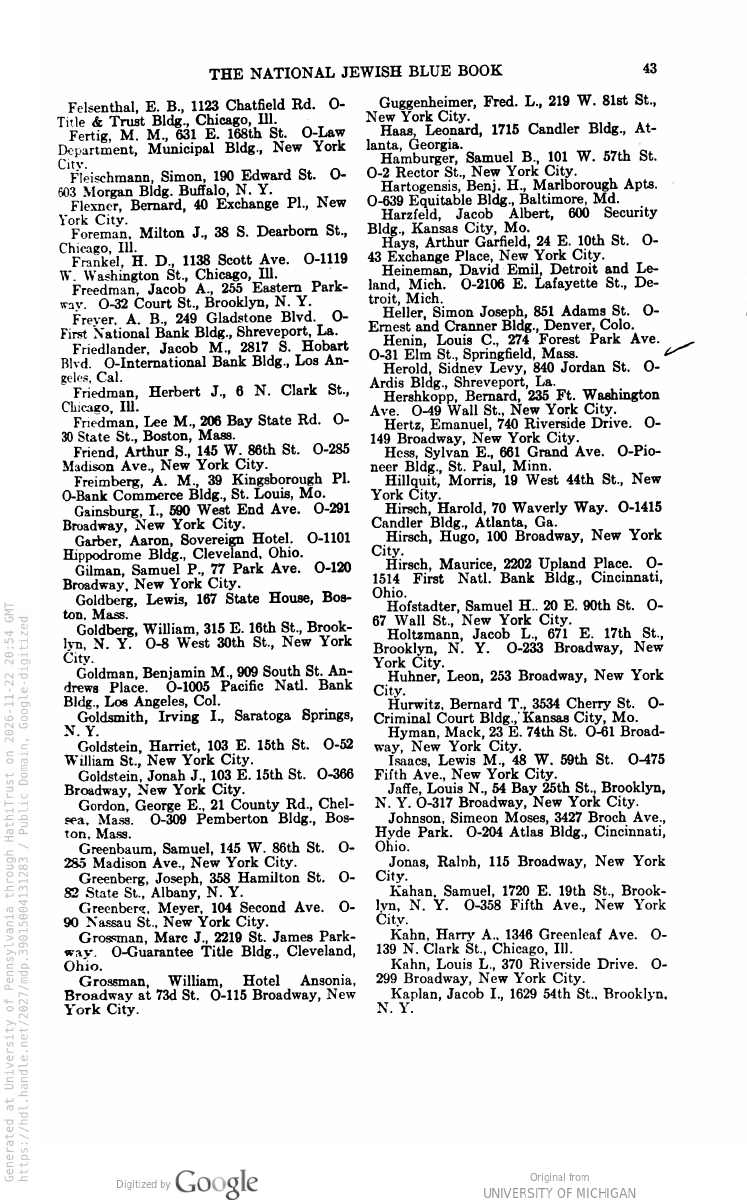 THE NATIONAL JEWISH BLUE BOOK 43
Felsenthal, E. B., 1123 Chatfield Rd. O-
Title & Trust Bldg., Chicago, Ill.
Fertig, M. M., 631 E. 168th St. O-Law
Department, Municipal Bldg., New York
City.
Fleischmann, Simon, 190 Edward St. O-
603 Morgan Bldg. Buffalo, N. Y.
Flexner, Bernard, 40 Exchange Pl., New
York City.
Foreman, Milton J., 38 S. Dearborn St.,
Chicago, Ill.
Frankel, H. D., 1138 Scott Ave. O-1119
W. Washington St., Chicago, Ill.
Freedman, Jacob A., 255 Eastern Park-
way. O-32 Court St., Brooklyn, N. Y.
Freyer, A. B., 249 Gladstone Blvd. O-
First National Bank Bldg., Shreveport, La.
Friedlander, Jacob M., 2817 S. Hobart
Blvd. O-International Bank Bldg., Los An-
geles, Cal.
Friedman, Herbert J., 6 N. Clark St.,
Chicago, Ill.
Friedman, Lee M., 206 Bay State Rd. O-
30 State St., Boston, Mass.
Friend, Arthur S., 145 W. 86th St. O-285
Madison Ave., New York City.
Freimberg, A. M., 39 Kingsborough Pl.
O-Bank Commerce Bldg., St. Louis, Mo.
Gainsburg, I., 590 West End Ave. O-291
Broadway, New York City.
Garber, Aaron, Sovereign Hotel. O-1101
Hippodrome Bldg., Cleveland, Ohio.
Gilman, Samuel P., 77 Park Ave. O-120
Broadway, New York City.
Goldberg, Lewis, 167 State House, Bos-
ton, Mass.
Goldberg, William, 315 E. 16th St., Brook-
lyn, N. Y. O-8 West 30th St., New York
City.
Goldman, Benjamin M., 909 South St. An-
drews Place. O-1005 Pacific Natl. Bank
Bldg., Los Angeles, Col.
Goldsmith, Irving I., Saratoga Springs,
N. Y.
Goldstein, Harriet, 103 E. 15th St. O-52
William St., New York City.
Goldstein, Jonah J., 103 E. 15th St. O-366
Broadway, New York City.
Gordon, George E., 21 County Rd., Chel-
sea, Mass. O-309 Pemberton Bldg., Bos-
ton, Mass.
Greenbaum, Samuel, 145 W. 86th St. O-
285 Madison Ave., New York City.
Greenberg, Joseph, 358 Hamilton St. O-
82 State St., Albany, N. Y.
Greenberg, Meyer, 104 Second Ave. O-
90 Nassau St., New York City.
Grossman, Marc J., 2219 St. James Park-
way. O-Guarantee Title Bldg., Cleveland,
Ohio.
Grossman, William, Hotel Ansonia,
Broadway at 73d St. O-115 Broadway, New
York City.
Guggenheimer, Fred. L., 219 W. 81st St.,
New York City.
Haas, Leonard, 1715 Candler Bldg., At-
lanta, Georgia.
Hamburger, Samuel B., 101 W. 57th St.
O-2 Rector St., New York City.
Hartogensis, Benj. H., Marlborough Apts.
O-639 Equitable Bldg., Baltimore, Md.
Harzfeld, Jacob Albert, 600 Security
Bldg., Kansas City, Mo.
Hays, Arthur Garfield, 24 E. 10th St. O-
43 Exchange Place, New York City.
Heineman, David Emil, Detroit and Le-
land, Mich. O-2106 E. Lafayette St., De-
troit, Mich.
Heller, Simon Joseph, 851 Adams St. O-
Ernest and Cranner Bldg., Denver, Colo.
Henin, Louis C., 274 Forest Park Ave.
O-31 Elm St., Springfield, Mass.
Herold, Sidney Levy, 840 Jordan St. O-
Ardis Bldg., Shreveport, La.
Hershkopp, Bernard, 235 Ft. Washington
Ave. O-49 Wall St., New York City.
Hertz, Emanuel, 740 Riverside Drive. O-
149 Broadway, New York City.
Hess, Sylvan E., 661 Grand Ave. O-Pio-
neer Bldg., St. Paul, Minn.
Hillquit, Morris, 19 West 44th St., New
York City.
Hirsch, Harold, 70 Waverly Way. O-1415
Candler Bldg., Atlanta, Ga.
Hirsh, Hugo, 100 Broadway, New York
City.
Hirsch, Maurice, 2202 Upland Place. O-
1514 First Natl. Bank Bldg., Cincinnati,
Ohio.
Hofstadter, Samuel H.. 20 E. 90th St. O-
67 Wall St., New York City.
Holtzmann, Jacob L., 671 E. 17th St.,
Brooklyn, N. Y. O-233 Broadway, New
York City.
Huhner, Leon, 253 Broadway, New York
City.
Hurwitz, Bernard T., 3534 Cherry St. O-
Criminal Court Bldg., Kansas City, Mo.
Hyman, Mack, 23 E. 74th St. O-61 Broad-
way, New York City.
Isaacs, Lewis M., 48 W. 59th St. O-475
Fifth Ave., New York City.
Jaffe, Louis N., 54 Bay 25th St., Brooklyn,
N. Y. O-317 Broadway, New York City.
Johnson, Simeon Moses, 3427 Broch Ave.,
Hyde Park. O-204 Atlas Bldg., Cincinnati,
Ohio.
Jonas, Ralph, 115 Broadway, New York
City.
Kahan, Samuel, 1720 E. 19th St., Brook-
lyn, N. Y. O-358 Fifth Ave., New York
City.
Kahn, Harry A., 1346 Greenleaf Ave. O-
139 N. Clark St., Chicago, Ill.
Kahn, Louis L., 370 Riverside Drive. O-
299 Broadway, New York City.
Kaplan, Jacob I., 1629 54th St., Brooklyn,
N. Y.
Generated at University of Pennsylvania through HathiTrust on 2026-11-22 20:54 GMT
https://hdl.handle.net/2027/mdp.39015004131283 / Public Domain, Google-digitized
Digitized by Google
Original from
UNIVERSITY OF MICHIGAN